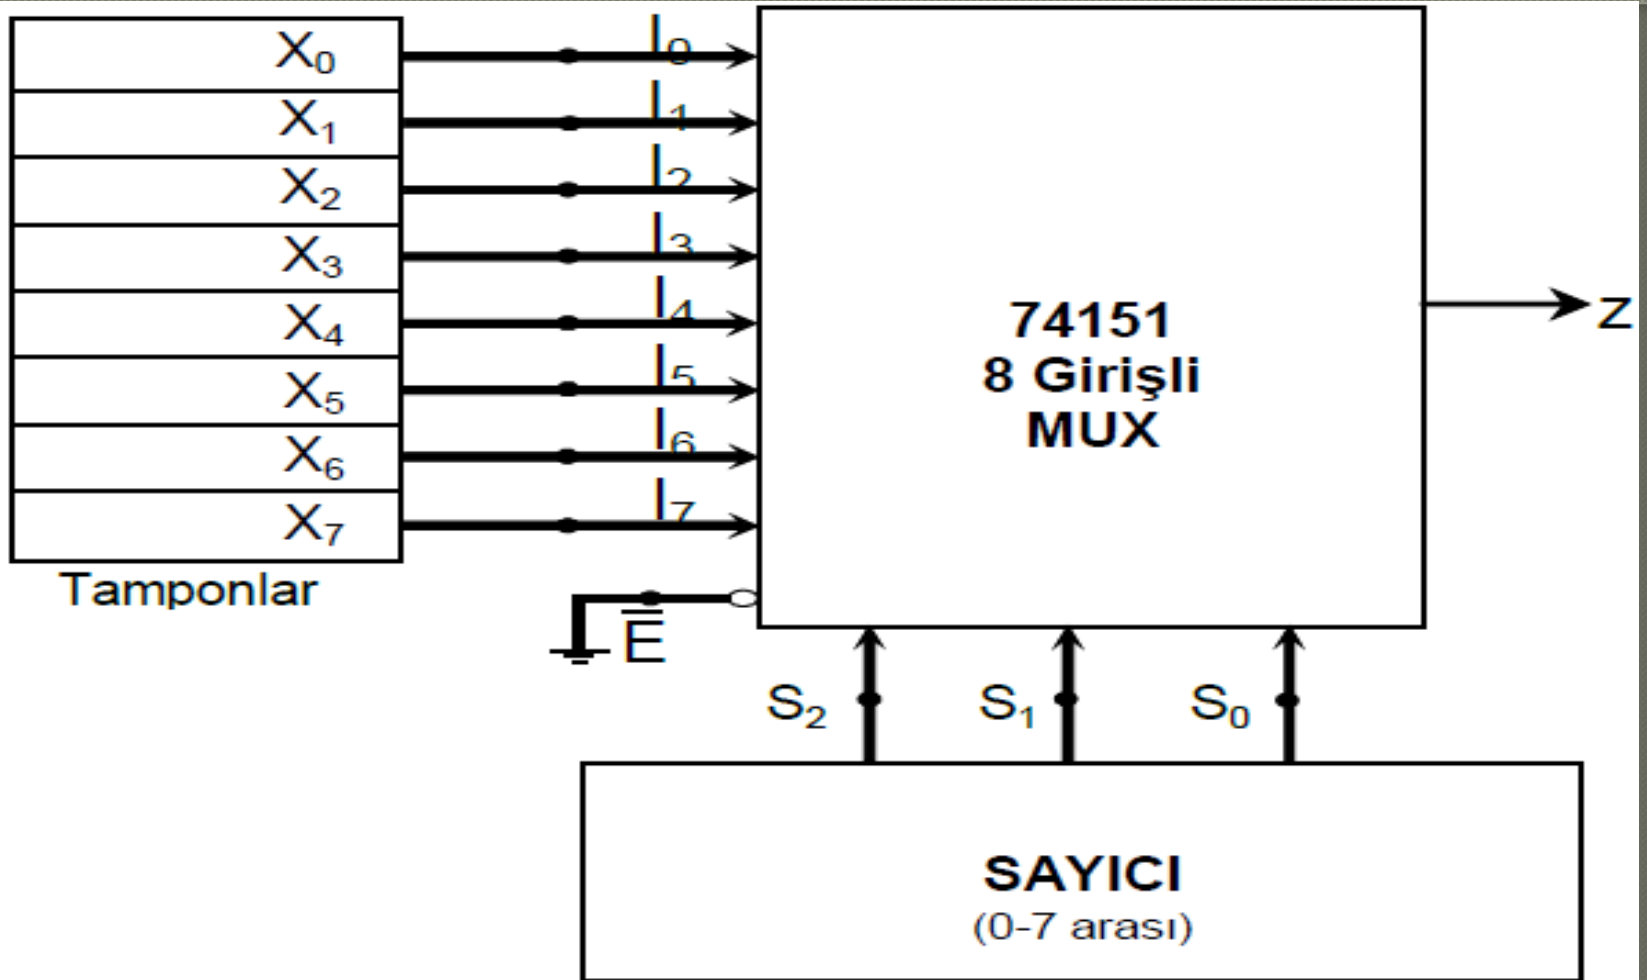 X₀
X₁
X₂
X₃
X₄
X₅
X₆
X₇
Tamponlar
I₀
I₁
I₂
I₃
I₄
I₅
I₆
I₇
E̅
74151
8 Girişli
MUX
Z
S₂ S₁ S₀
SAYICI
(0-7 arası)